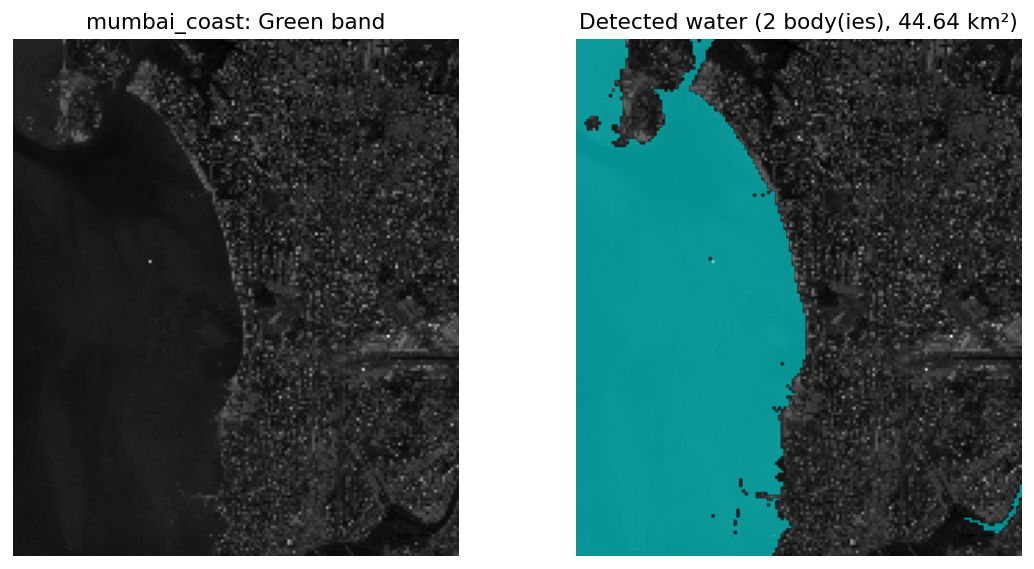 mumbai_coast: Green band
Detected water (2 body(ies), 44.64 km²)